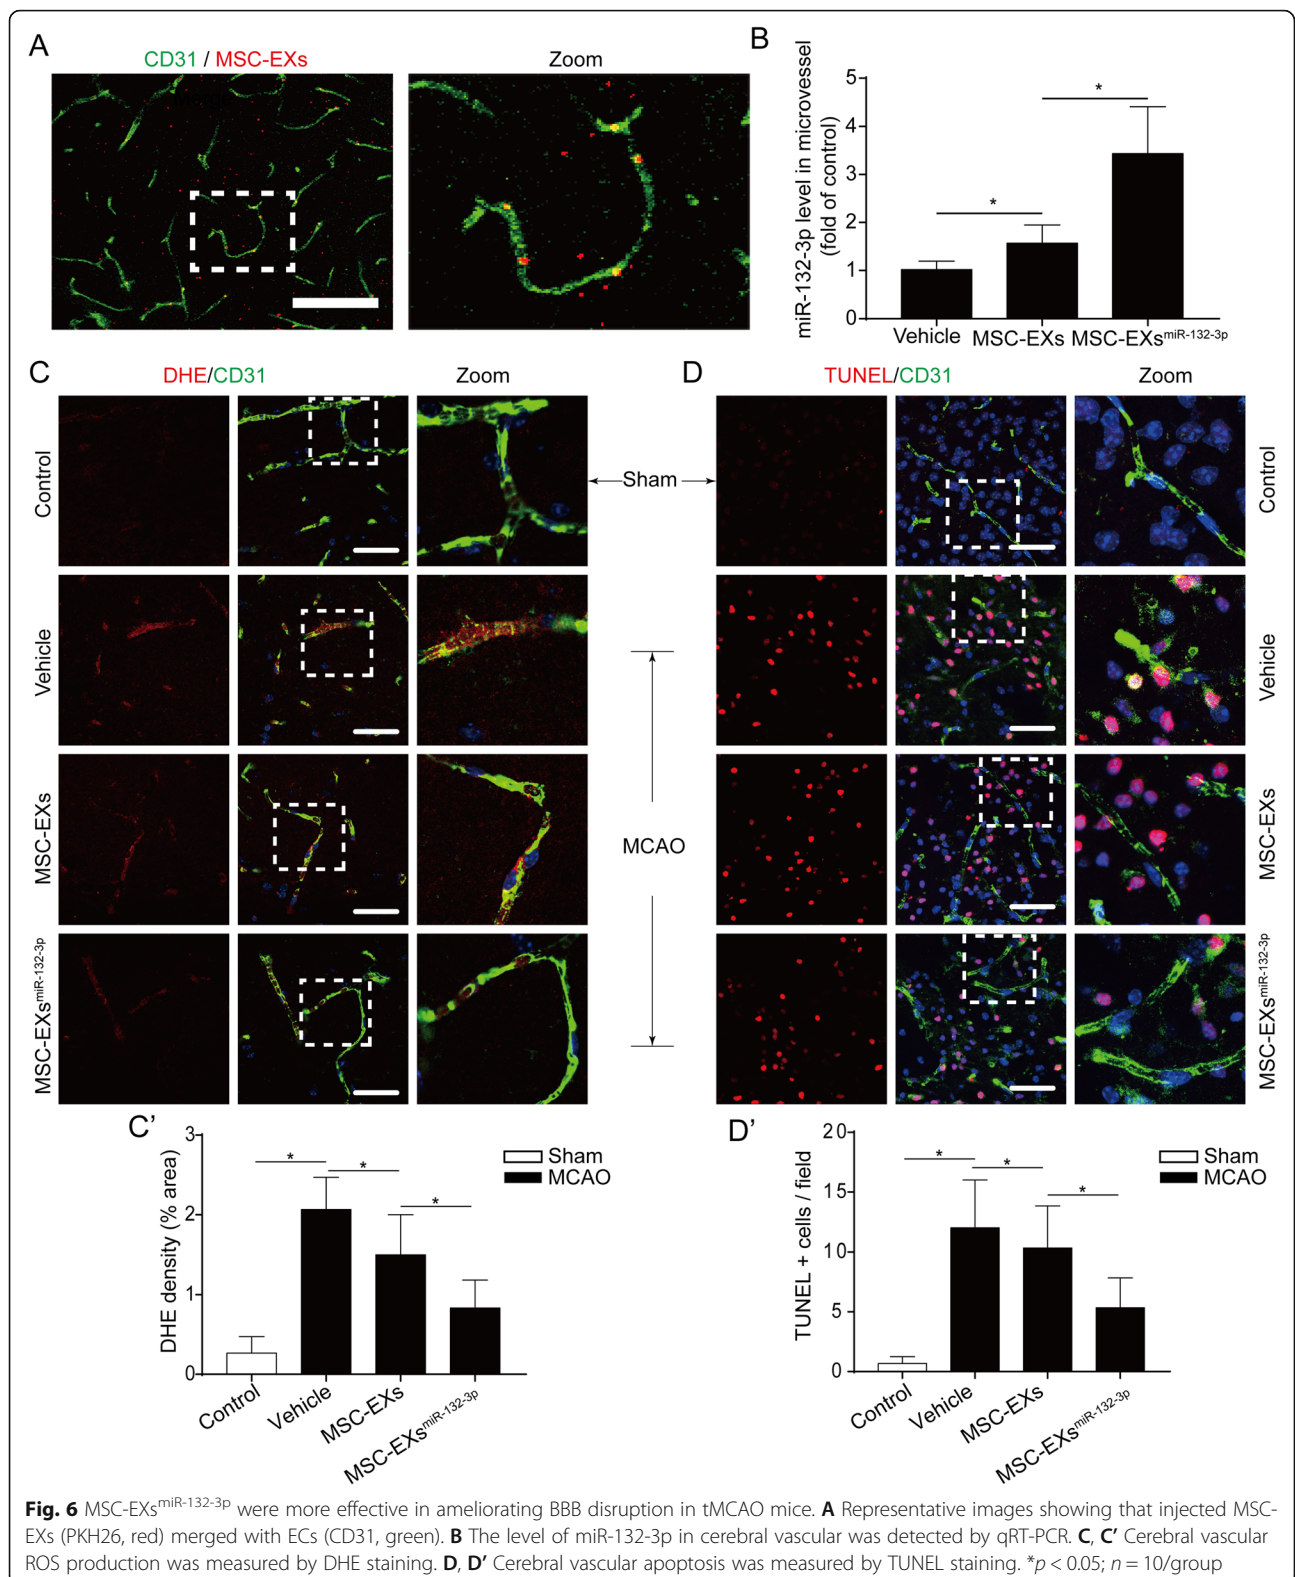 A
CD31 / MSC-EXs
Zoom
B
miR-132-3p level in microvessel
(fold of control)
5
4
3
2
1
0
*
*
Vehicle
MSC-EXs
MSC-EXsmiR-132-3p
C
DHE/CD31
Zoom
Control
Vehicle
MSC-EXs
MSC-EXsmiR-132-3p
Sham
MCAO
D
TUNEL/CD31
Zoom
Control
Vehicle
MSC-EXs
MSC-EXsmiR-132-3p
C'
DHE density (% area)
3
2
1
0
*
*
*
Sham
MCAO
Control
Vehicle
MSC-EXs
MSC-EXsmiR-132-3p
D'
TUNEL + cells / field
20
15
10
5
0
*
*
*
Sham
MCAO
Control
Vehicle
MSC-EXs
MSC-EXsmiR-132-3p
Fig. 6 MSC-EXsmiR-132-3p were more effective in ameliorating BBB disruption in tMCAO mice. A Representative images showing that injected MSC-
EXs (PKH26, red) merged with ECs (CD31, green). B The level of miR-132-3p in cerebral vascular was detected by qRT-PCR. C, C' Cerebral vascular
ROS production was measured by DHE staining. D, D' Cerebral vascular apoptosis was measured by TUNEL staining. *p < 0.05; n = 10/group